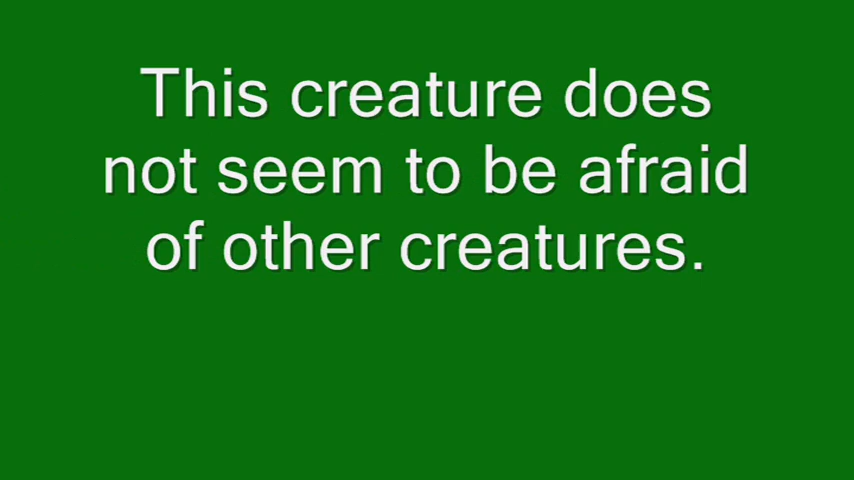 This creature does
not seem to be afraid
of other creatures.